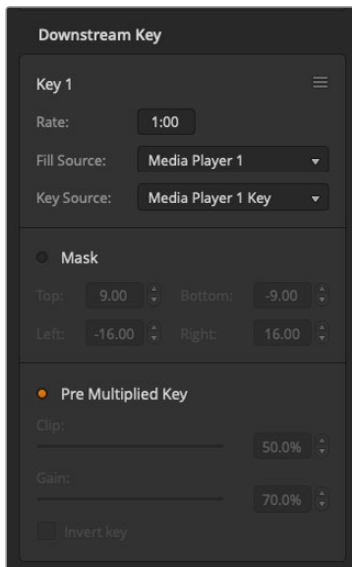 Downstream Key
Key 1
Rate: 1:00
Fill Source: Media Player 1
Key Source: Media Player 1 Key
Mask
Top: 9.00 Bottom: -9.00
Left: -16.00 Right: 16.00
Pre Multiplied Key
Clip:
50.0%
Gain:
70.0%
Invert key